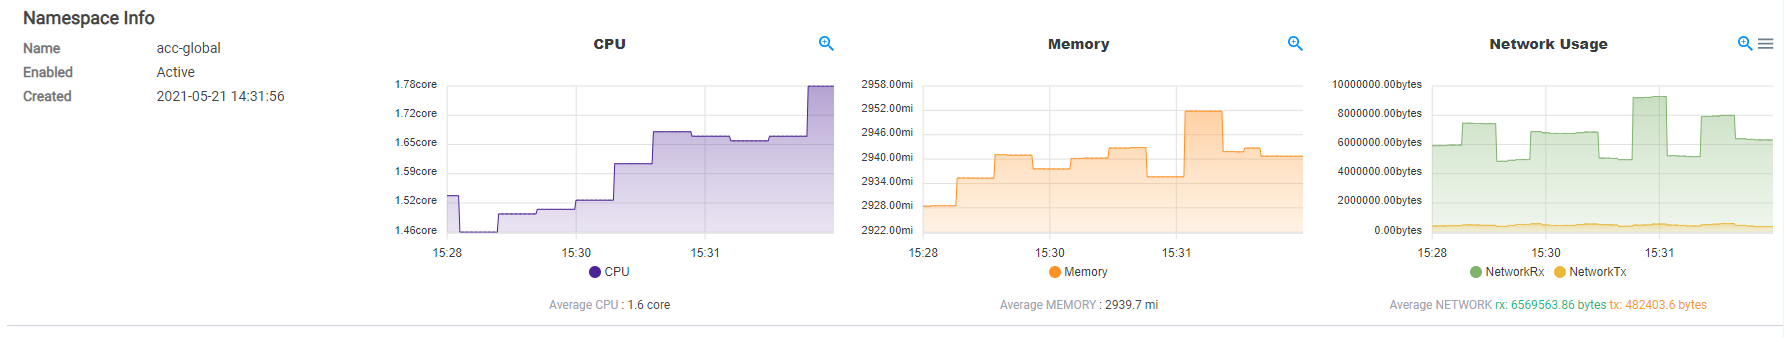 Namespace Info
Name acc-global
Enabled Active
Created 2021-05-21 14:31:56
CPU
1.78core
1.72core
1.65core
1.59core
1.52core
1.46core
15:28 15:30 15:31
CPU
Average CPU : 1.6 core
Memory
2958.00mi
2952.00mi
2946.00mi
2940.00mi
2934.00mi
2928.00mi
2922.00mi
15:28 15:30 15:31
Memory
Average MEMORY : 2939.7 mi
Network Usage
10000000.00bytes
8000000.00bytes
6000000.00bytes
4000000.00bytes
2000000.00bytes
0.00bytes
15:28 15:30 15:31
NetworkRx NetworkTx
Average NETWORK rx: 6569563.86 bytes tx: 482403.6 bytes